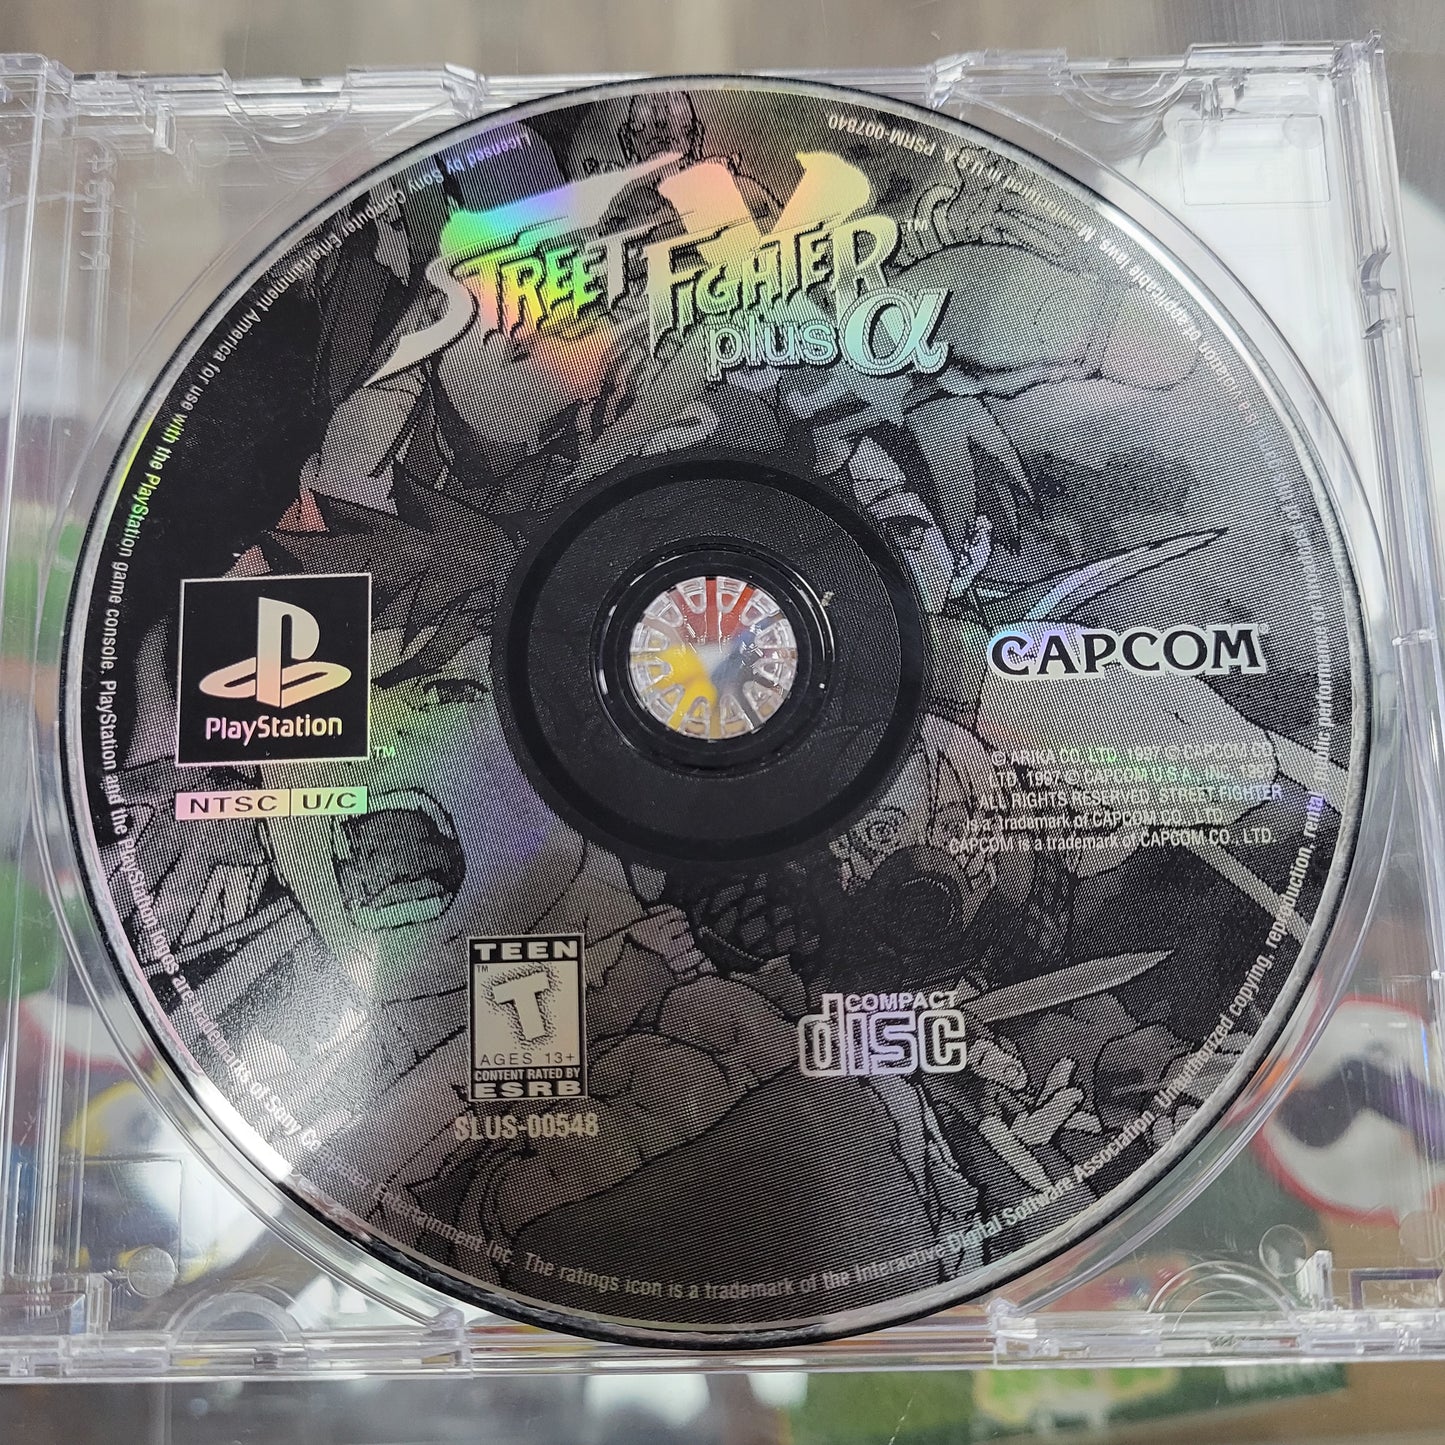 STREET FIGHTER™
EX
plus α
PlayStation
™
NTSC U/C
CAPCOM
© ARIKA CO., LTD. 1997 © CAPCOM CO.,
LTD. 1997 © CAPCOM U.S.A., INC. 1997
ALL RIGHTS RESERVED. STREET FIGHTER
is a trademark of CAPCOM CO., LTD.
CAPCOM is a trademark of CAPCOM CO., LTD.
TEEN
™
T
AGES 13+
CONTENT RATED BY
ESRB
SLUS-00548
COMPACT
disc
Licensed by Sony Computer Entertainment America for use with the PlayStation game console. PlayStation and the PlayStation logos are trademarks of Sony Computer Entertainment Inc. The ratings icon is a trademark of the Interactive Digital Software Association. Unauthorized copying, reproduction, rental, public performance or broadcast of this is a violation of applicable laws. Manufactured in U.S.A. PSRM-007840